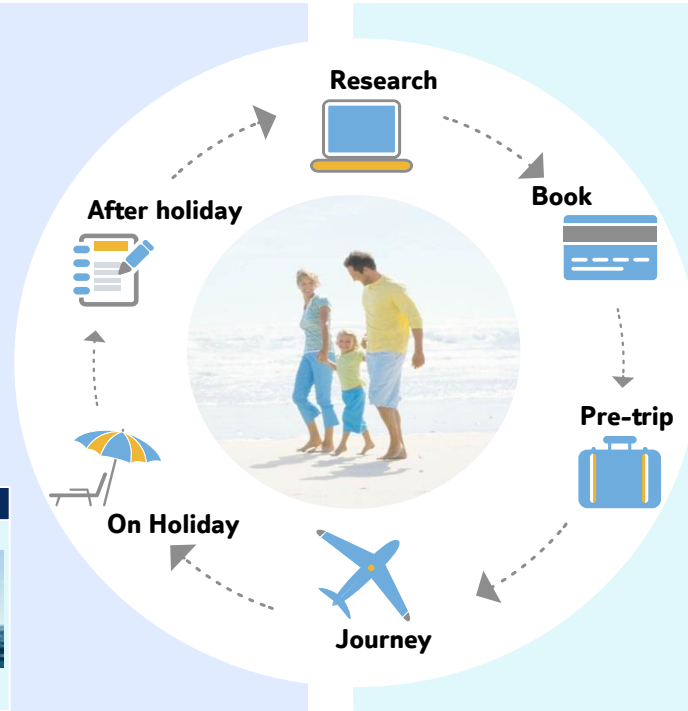 Research
Book
Pre-trip
Journey
On Holiday
After holiday